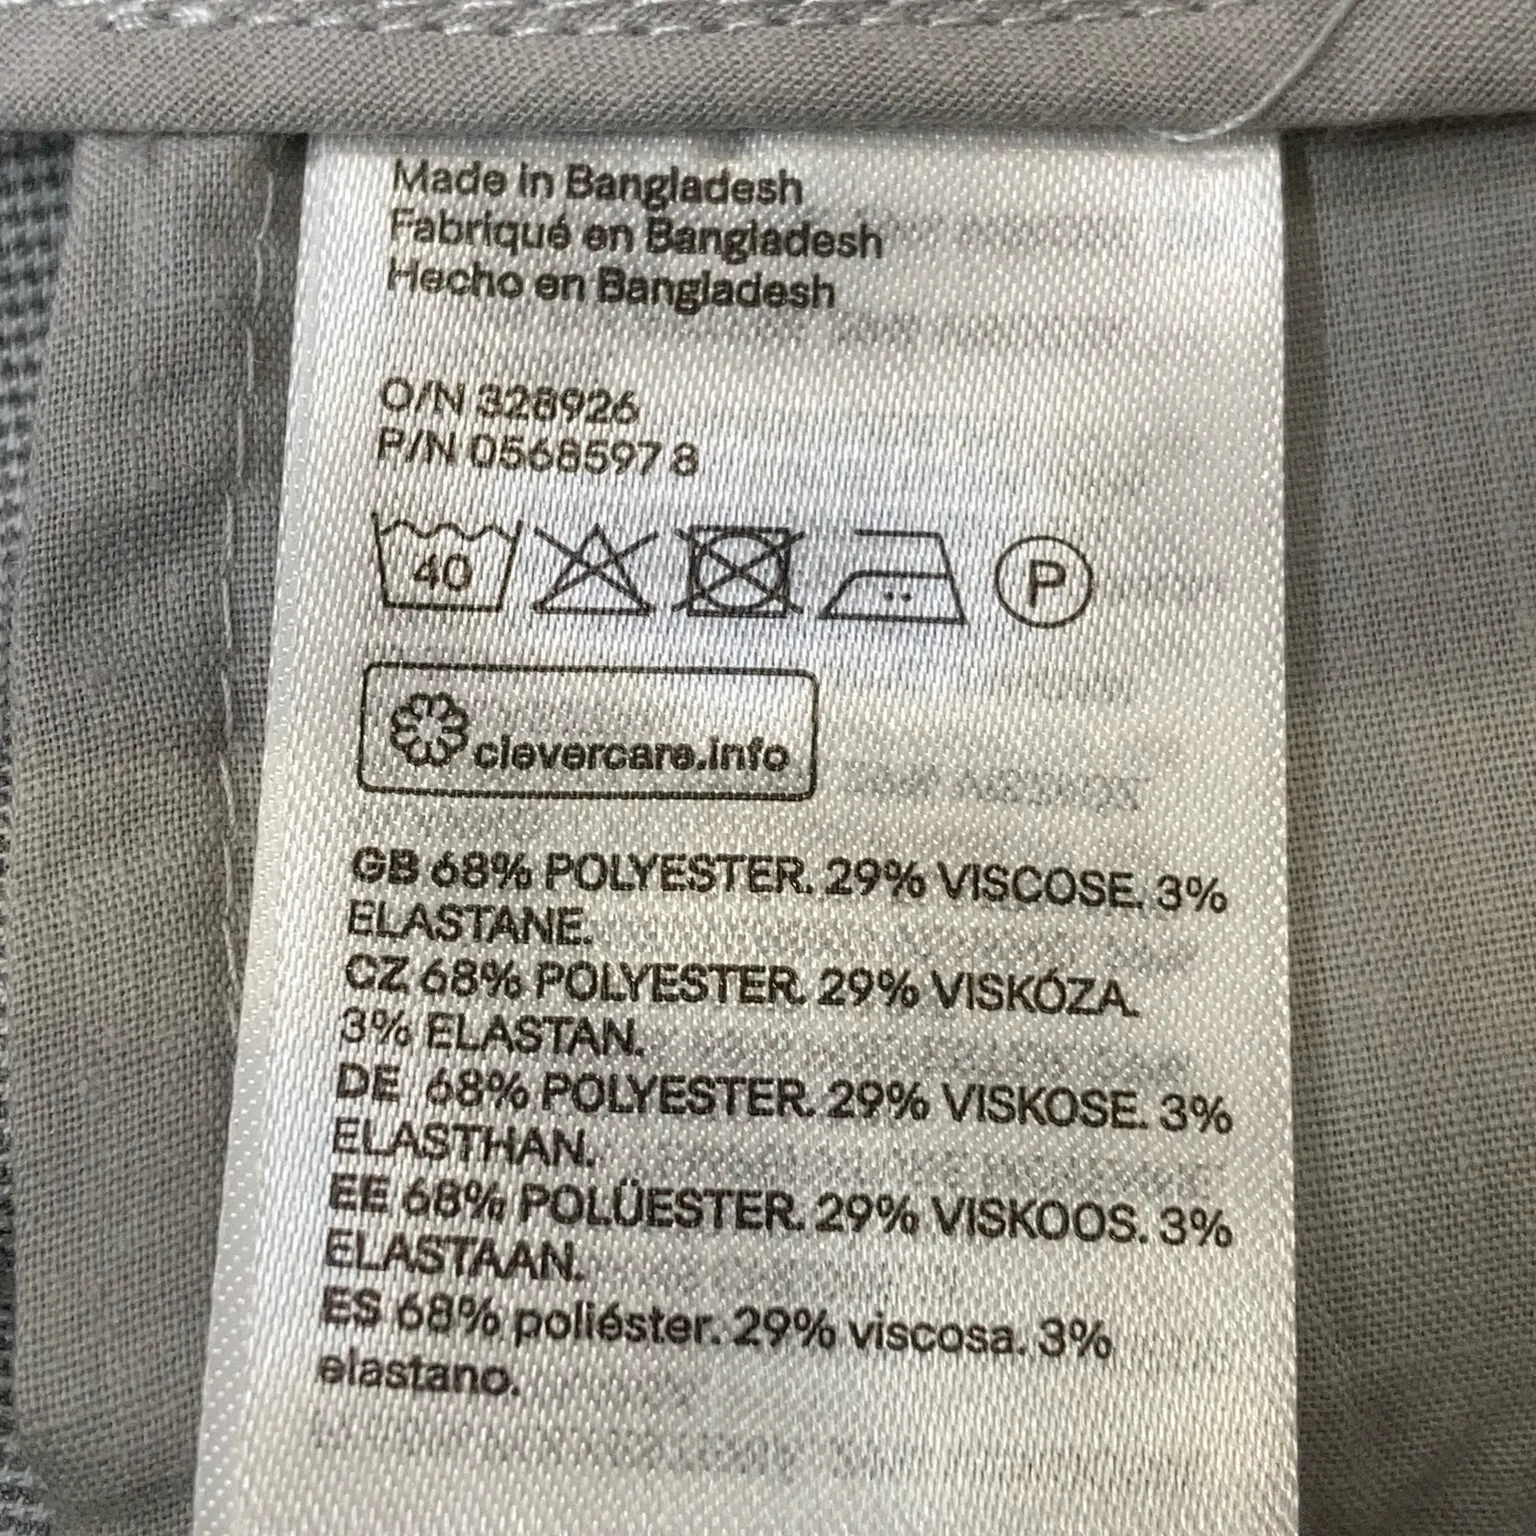 Made in Bangladesh
Fabriqué en Bangladesh
Hecho en Bangladesh
O/N 328926
P/N 0568597 8
40
P
clevercare.info
GB 68% POLYESTER. 29% VISCOSE. 3%
ELASTANE.
CZ 68% POLYESTER. 29% VISKÓZA.
3% ELASTAN.
DE 68% POLYESTER. 29% VISKOSE. 3%
ELASTHAN.
EE 68% POLÜESTER. 29% VISKOOS. 3%
ELASTAAN.
ES 68% poliéster. 29% viscosa. 3%
elastano.